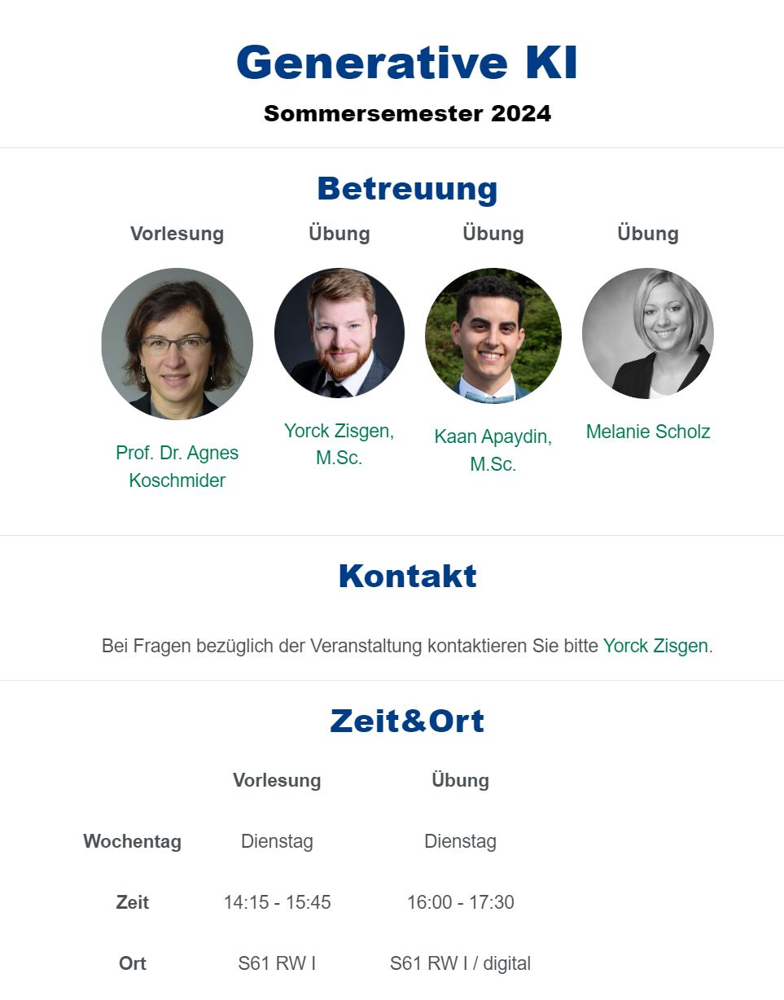 Generative KI
Sommersemester 2024
Betreuung
Vorlesung Übung Übung Übung
Prof. Dr. Agnes
Koschmider
Yorck Zisgen,
M.Sc.
Kaan Apaydin,
M.Sc.
Melanie Scholz
Kontakt
Bei Fragen bezüglich der Veranstaltung kontaktieren Sie bitte Yorck Zisgen.
Zeit&Ort
Vorlesung Übung
Wochentag Dienstag Dienstag
Zeit 14:15 - 15:45 16:00 - 17:30
Ort S61 RW I S61 RW I / digital